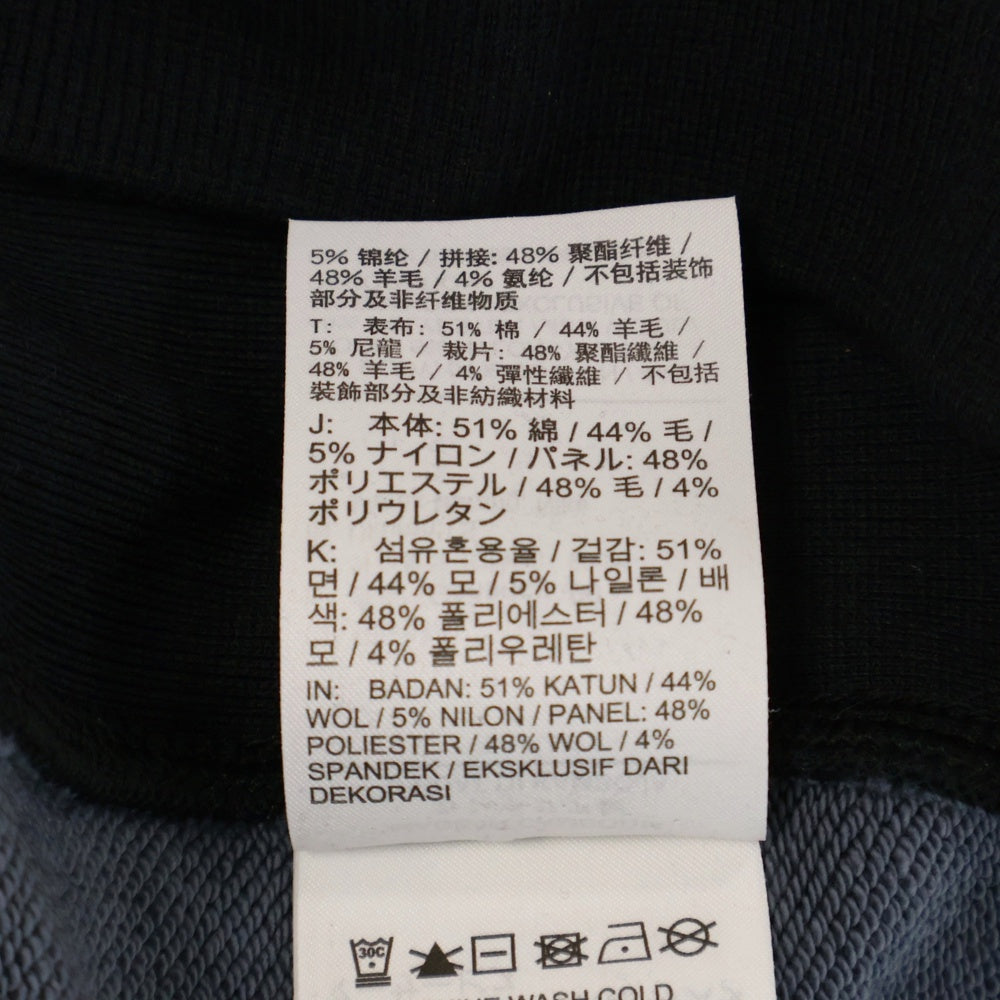 5% 锦纶 / 拼接: 48% 聚酯纤维 /
48% 羊毛 / 4% 氨纶 / 不包括装饰
部分及非纤维物质
T: 表布: 51% 棉 / 44% 羊毛 /
5% 尼龍 / 裁片: 48% 聚酯纖維 /
48% 羊毛 / 4% 彈性纖維 / 不包括
裝飾部分及非紡織材料
J: 本体: 51% 綿 / 44% 毛 /
5% ナイロン / パネル: 48%
ポリエステル / 48% 毛 / 4%
ポリウレタン
K: 섬유혼용율 / 겉감: 51%
면 / 44% 모 / 5% 나일론 / 배
색: 48% 폴리에스터 / 48%
모 / 4% 폴리우레탄
IN: BADAN: 51% KATUN / 44%
WOL / 5% NILON / PANEL: 48%
POLIESTER / 48% WOL / 4%
SPANDEK / EKSKLUSIF DARI
DEKORASI
30C
WASH COLD